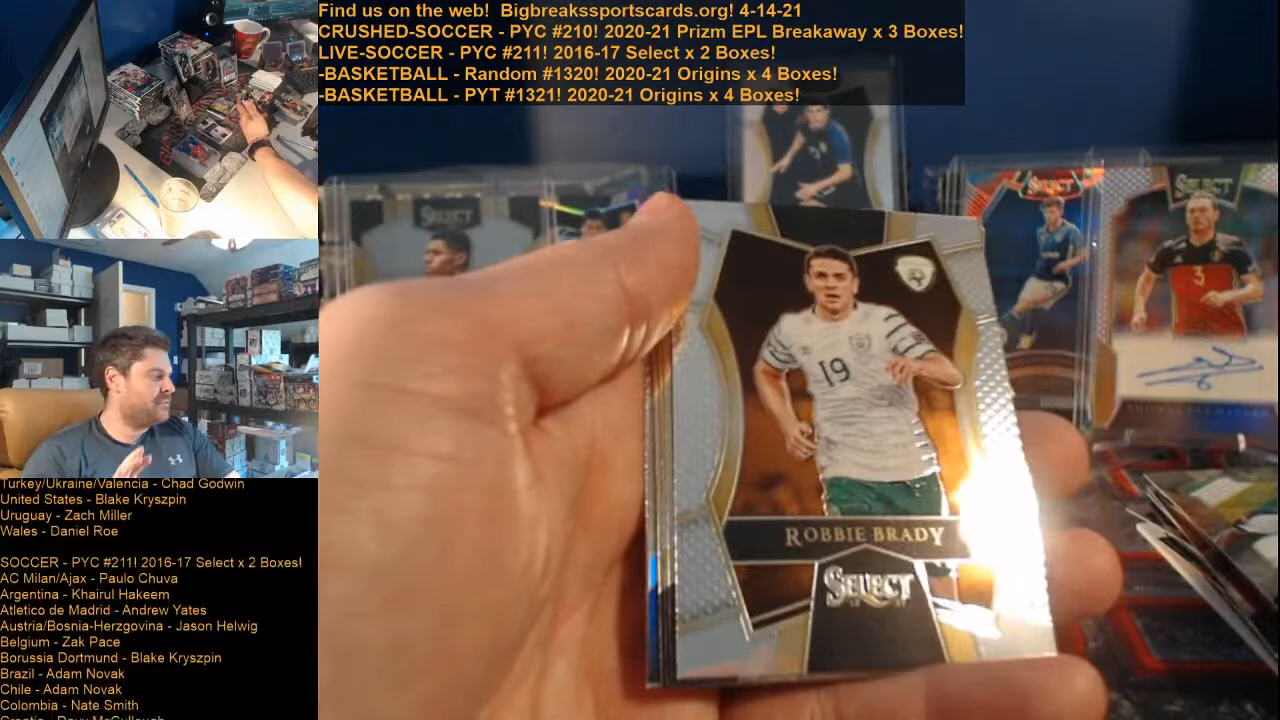 Find us on the web! Bigbreakssportscards.org! 4-14-21
CRUSHED-SOCCER - PYC #210! 2020-21 Prizm EPL Breakaway x 3 Boxes!
LIVE-SOCCER - PYC #211! 2016-17 Select x 2 Boxes!
-BASKETBALL - Random #1320! 2020-21 Origins x 4 Boxes!
-BASKETBALL - PYT #1321! 2020-21 Origins x 4 Boxes!
SELECT
SELECT
SELECT
3
19
ROBBIE BRADY
SELECT
Turkey/Ukraine/Valencia - Chad Godwin
United States - Blake Kryszpin
Uruguay - Zach Miller
Wales - Daniel Roe
SOCCER - PYC #211! 2016-17 Select x 2 Boxes!
AC Milan/Ajax - Paulo Chuva
Argentina - Khairul Hakeem
Atletico de Madrid - Andrew Yates
Austria/Bosnia-Herzgovina - Jason Helwig
Belgium - Zak Pace
Borussia Dortmund - Blake Kryszpin
Brazil - Adam Novak
Chile - Adam Novak
Colombia - Nate Smith